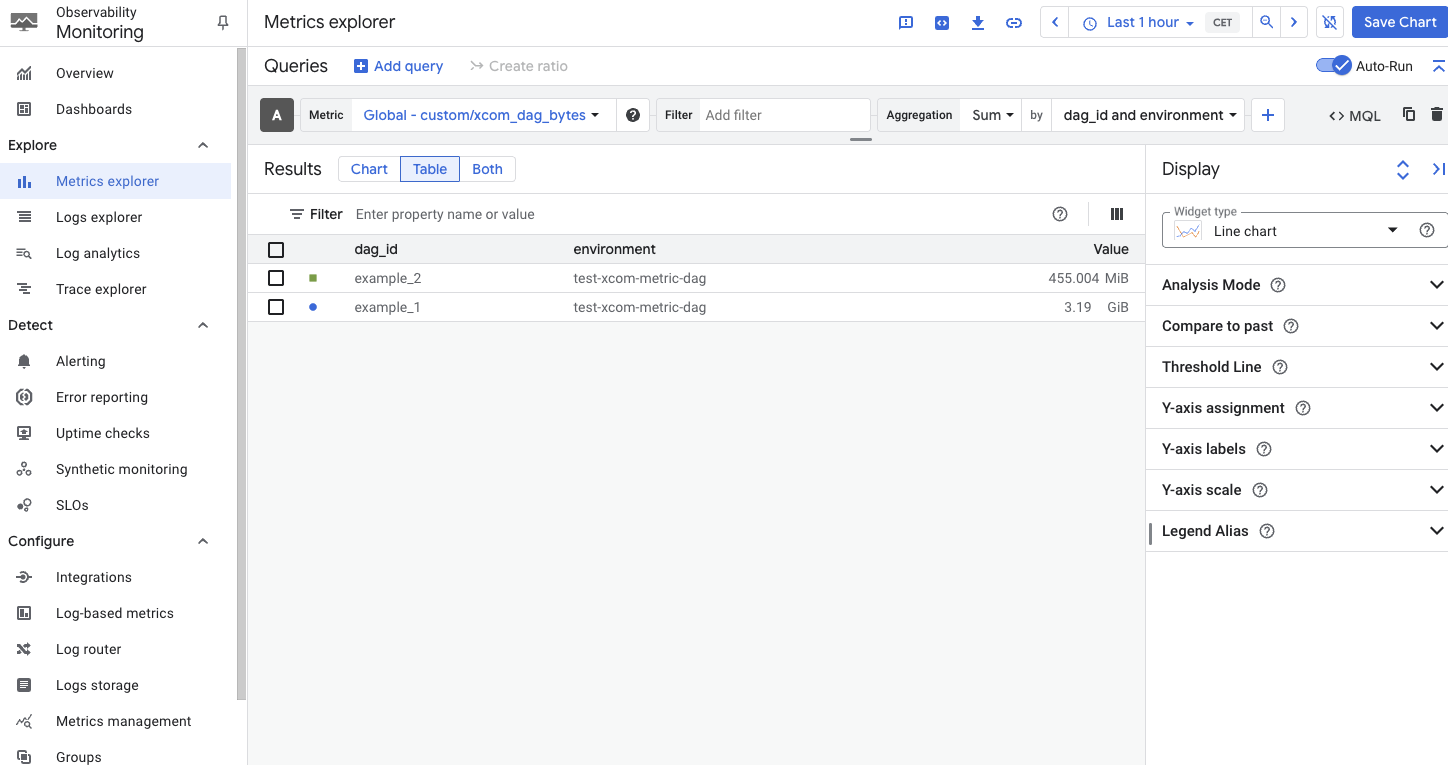 Observability
Monitoring
Metrics explorer
Last 1 hour
CET
Save Chart
Overview
Dashboards
Explore
Metrics explorer
Logs explorer
Log analytics
Trace explorer
Detect
Alerting
Error reporting
Uptime checks
Synthetic monitoring
SLOs
Configure
Integrations
Log-based metrics
Log router
Logs storage
Metrics management
Groups
Queries
Add query
Create ratio
Auto-Run
A
Metric
Global - custom/xcom_dag_bytes
Filter
Add filter
Aggregation
Sum
by
dag_id and environment
MQL
Results
Chart
Table
Both
Filter
Enter property name or value
dag_id environment Value
example_2 test-xcom-metric-dag 455.004 MiB
example_1 test-xcom-metric-dag 3.19 GiB
Display
Widget type
Line chart
Analysis Mode
Compare to past
Threshold Line
Y-axis assignment
Y-axis labels
Y-axis scale
Legend Alias